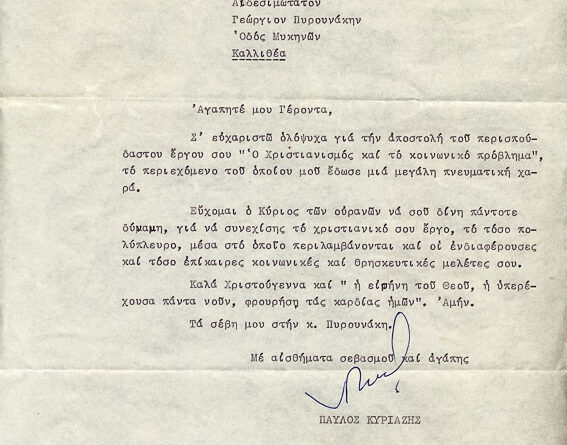 Αἰδεσιμώτατον
Γεώργιον Πυρουνάκην
Ὁδός Μυκηνῶν
Καλλιθέα
Ἀγαπητέ μου Γέροντα,
Σ' εὐχαριστῶ ὁλόψυχα γιά τήν ἀποστολή τοῦ περισπού-
δαστου ἔργου σου "Ὁ Χριστιανισμός καί τό κοινωνικό πρόβλημα",
τό περιεχόμενο τοῦ ὁποίου μοῦ ἔδωσε μιά μεγάλη πνευματική χα-
ρά.
Εὔχομαι ὁ Κύριος τῶν οὐρανῶν νά σοῦ δίνη πάντοτε
δύναμη, γιά νά συνεχίσης τό χριστιανικό σου ἔργο, τό τόσο πο-
λύπλευρο, μέσα στό ὁποῖο περιλαμβάνονται καί οἱ ἐνδιαφέρουσες
καί τόσο ἐπίκαιρες κοινωνικές καί θρησκευτικές μελέτες σου.
Καλά Χριστούγεννα καί " ἡ εἰρήνη τοῦ Θεοῦ, ἡ ὑπερέ-
χουσα πάντα νοῦν, φρουρήση τάς καρδίας ἡμῶν". Ἀμήν.
Τά σέβη μου στήν κ. Πυρουνάκη.
Μέ αἰσθήματα σεβασμοῦ καί ἀγάπης
ΠΑΥΛΟΣ ΚΥΡΙΑΖΗΣ